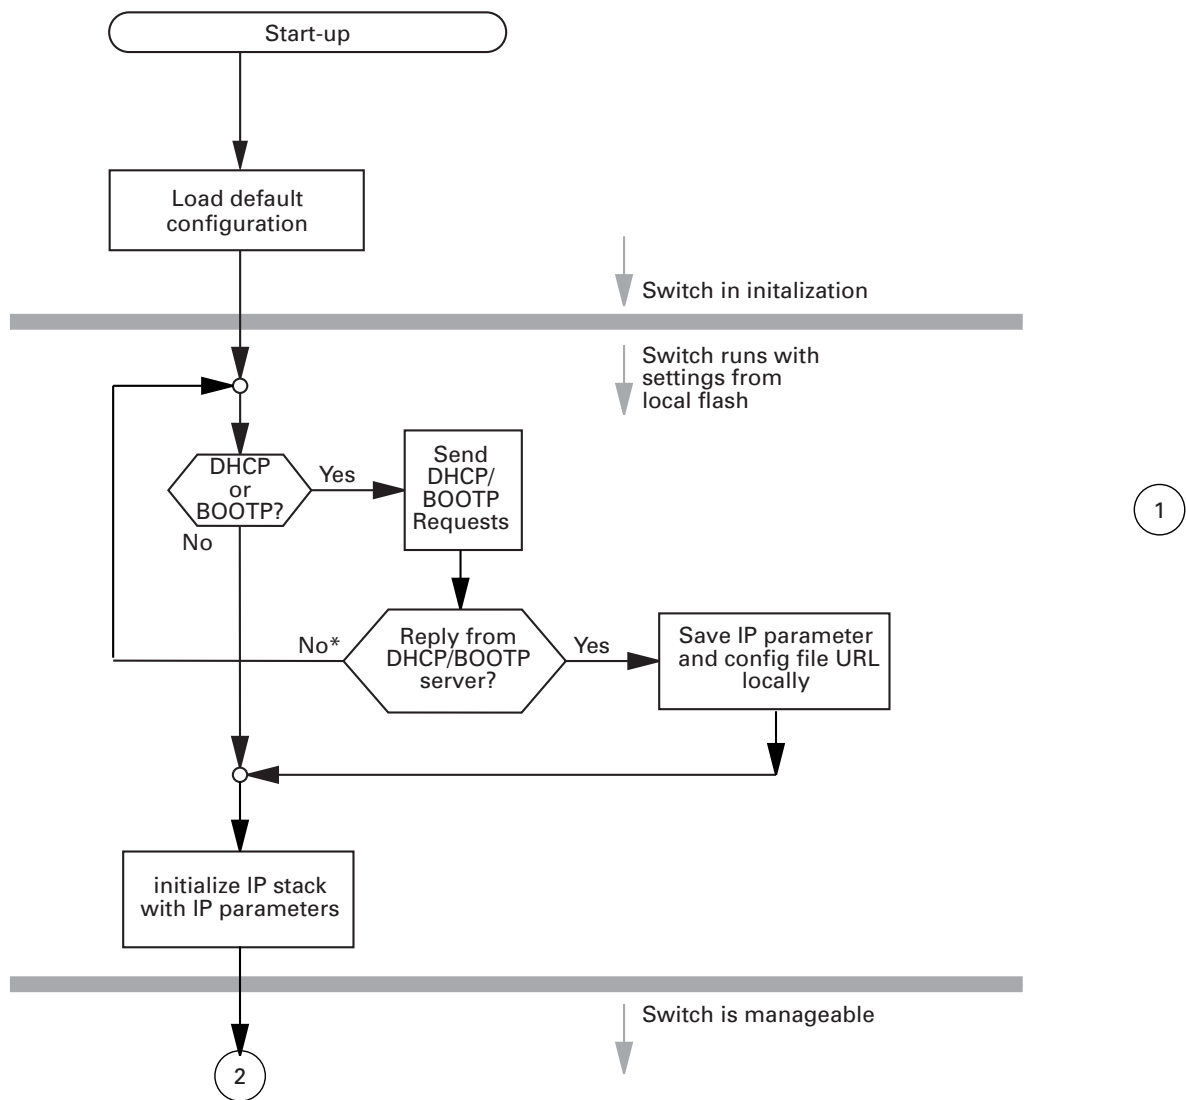 Start-up
Load default
configuration
Switch in initalization
Switch runs with
settings from
local flash
DHCP
or
BOOTP?
Yes
No
Send
DHCP/
BOOTP
Requests
1
No*
Reply from
DHCP/BOOTP
server?
Yes
Save IP parameter
and config file URL
locally
initialize IP stack
with IP parameters
Switch is manageable
2